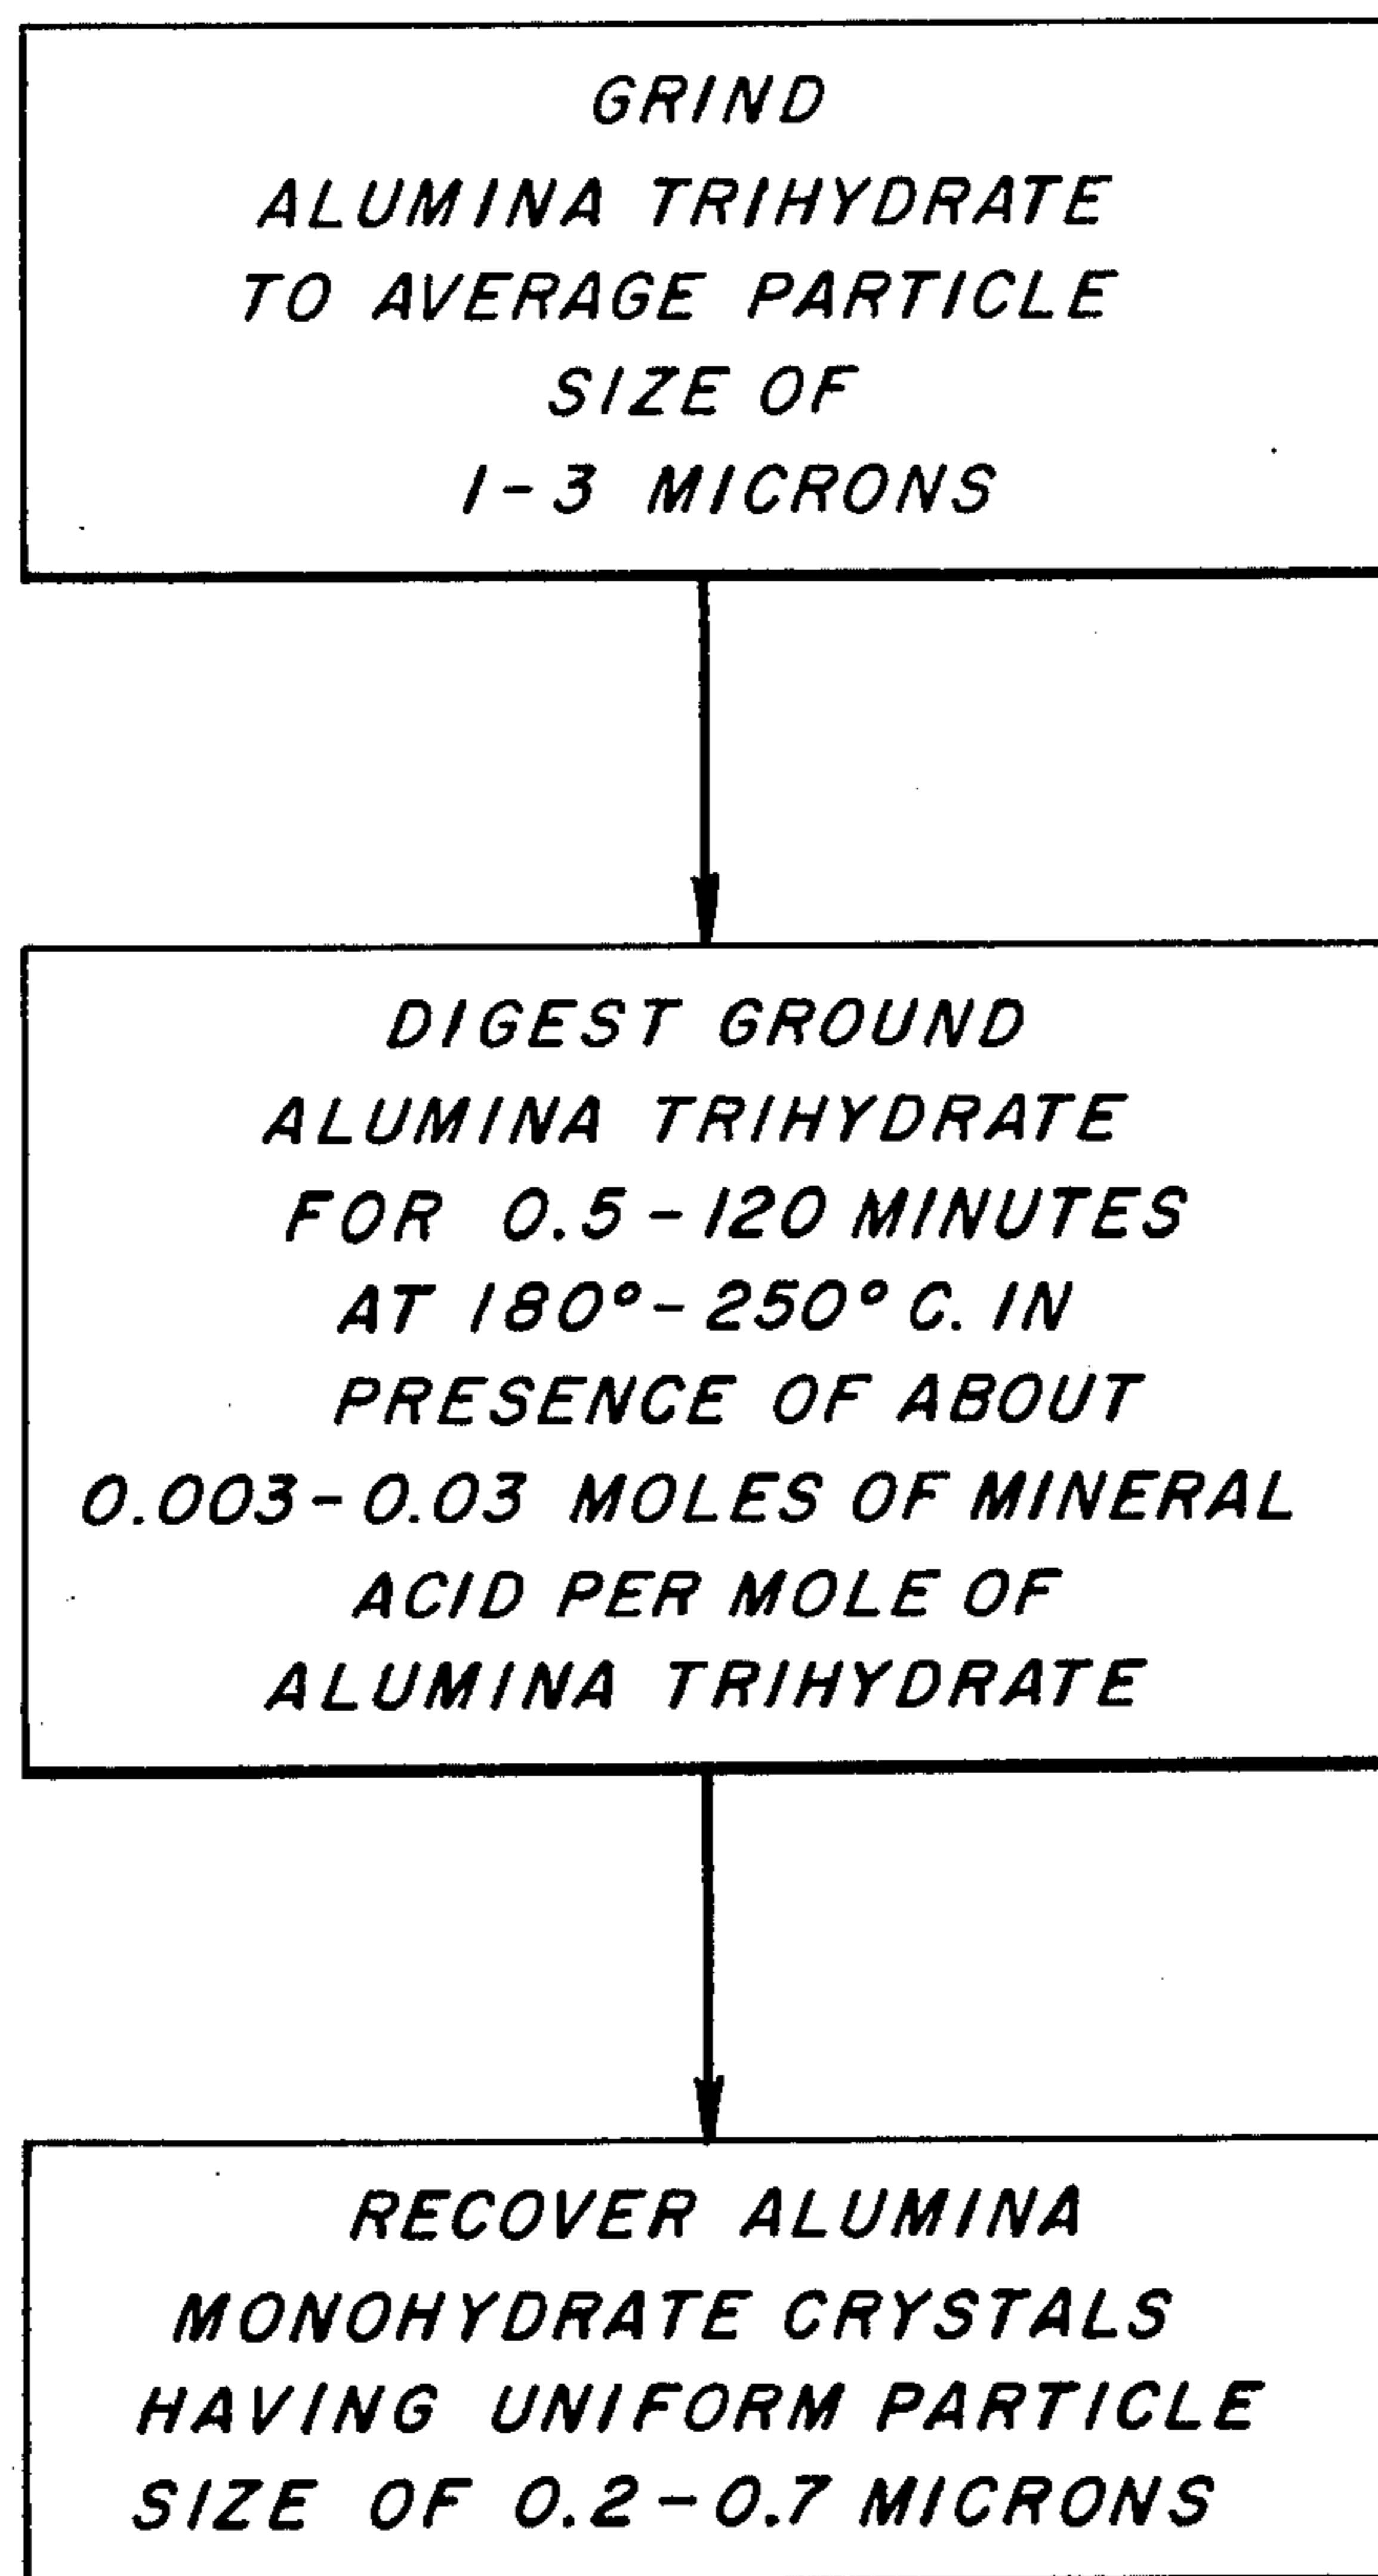 GRIND
ALUMINA TRIHYDRATE
TO AVERAGE PARTICLE
SIZE OF
1-3 MICRONS
DIGEST GROUND
ALUMINA TRIHYDRATE
FOR 0.5-120 MINUTES
AT 180°-250° C. IN
PRESENCE OF ABOUT
0.003-0.03 MOLES OF MINERAL
ACID PER MOLE OF
ALUMINA TRIHYDRATE
RECOVER ALUMINA
MONOHYDRATE CRYSTALS
HAVING UNIFORM PARTICLE
SIZE OF 0.2-0.7 MICRONS